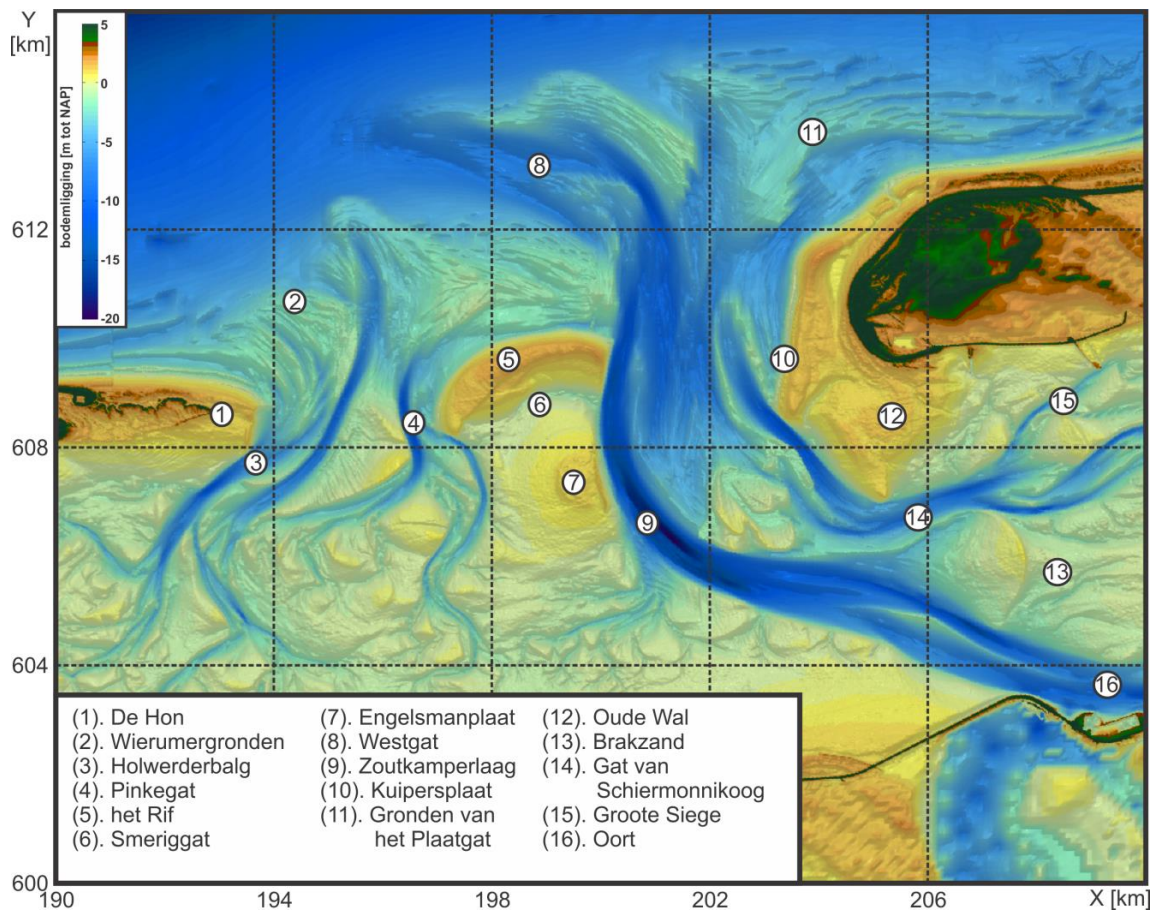 Y
[km]
5
0
-5
-10
-15
-20
bodemligging [m tot NAP]
11
8
612
2
5
10
6
15
1
12
4
608
3
7
14
9
13
604
16
(1). De Hon
(2). Wierumergronden
(3). Holwerderbalg
(4). Pinkegat
(5). het Rif
(6). Smeriggat
(7). Engelsmanplaat
(8). Westgat
(9). Zoutkamperlaag
(10). Kuipersplaat
(11). Gronden van
het Plaatgat
(12). Oude Wal
(13). Brakzand
(14). Gat van
Schiermonnikoog
(15). Groote Siege
(16). Oort
600
190 194 198 202 206 X [km]